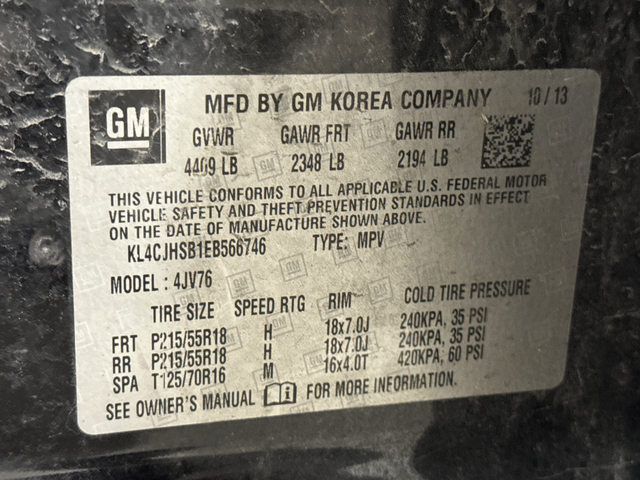 GM MFD BY GM KOREA COMPANY 10/13
GVWR GAWR FRT GAWR RR
4409 LB 2348 LB 2194 LB
THIS VEHICLE CONFORMS TO ALL APPLICABLE U.S. FEDERAL MOTOR
VEHICLE SAFETY AND THEFT PREVENTION STANDARDS IN EFFECT
ON THE DATE OF MANUFACTURE SHOWN ABOVE.
KL4CJHSB1EB566746 TYPE: MPV
MODEL: 4JV76
TIRE SIZE SPEED RTG RIM COLD TIRE PRESSURE
FRT P215/55R18 H 18x7.0J 240KPA, 35 PSI
RR P215/55R18 H 18x7.0J 240KPA, 35 PSI
SPA T125/70R16 M 16x4.0T 420KPA, 60 PSI
SEE OWNER'S MANUAL FOR MORE INFORMATION.